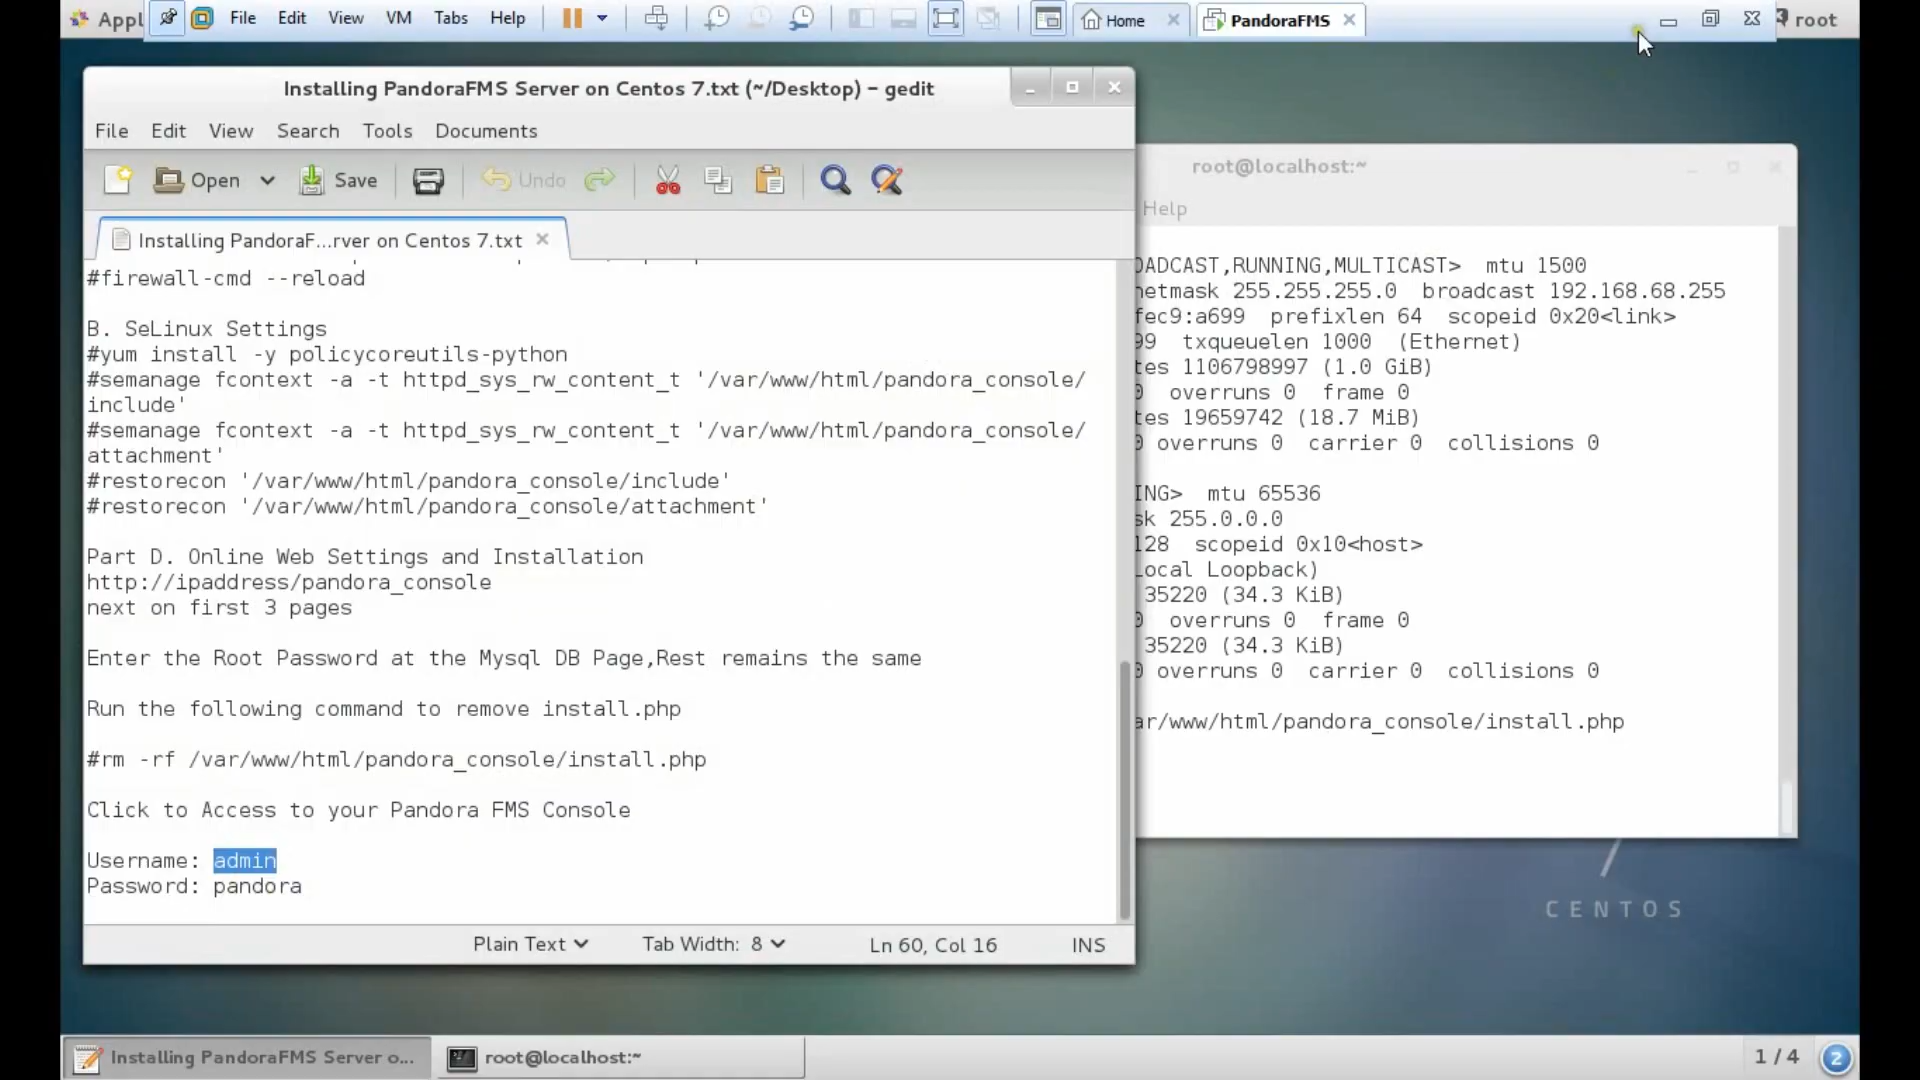 Appl
File Edit View VM Tabs Help
Home
PandoraFMS
root
Installing PandoraFMS Server on Centos 7.txt (~/Desktop) – gedit
File Edit View Search Tools Documents
Open Save Undo
Installing PandoraF...rver on Centos 7.txt
#firewall-cmd --reload
B. SeLinux Settings
#yum install -y policycoreutils-python
#semanage fcontext -a -t httpd_sys_rw_content_t '/var/www/html/pandora_console/
include'
#semanage fcontext -a -t httpd_sys_rw_content_t '/var/www/html/pandora_console/
attachment'
#restorecon '/var/www/html/pandora_console/include'
#restorecon '/var/www/html/pandora_console/attachment'
Part D. Online Web Settings and Installation
http://ipaddress/pandora_console
next on first 3 pages
Enter the Root Password at the Mysql DB Page,Rest remains the same
Run the following command to remove install.php
#rm -rf /var/www/html/pandora_console/install.php
Click to Access to your Pandora FMS Console
Username: admin
Password: pandora
Plain Text Tab Width: 8 Ln 60, Col 16 INS
root@localhost:~
Help
OADCAST,RUNNING,MULTICAST> mtu 1500
netmask 255.255.255.0 broadcast 192.168.68.255
fec9:a699 prefixlen 64 scopeid 0x20<link>
99 txqueuelen 1000 (Ethernet)
tes 1106798997 (1.0 GiB)
0 overruns 0 frame 0
tes 19659742 (18.7 MiB)
0 overruns 0 carrier 0 collisions 0
ING> mtu 65536
sk 255.0.0.0
128 scopeid 0x10<host>
Local Loopback)
35220 (34.3 KiB)
0 overruns 0 frame 0
35220 (34.3 KiB)
0 overruns 0 carrier 0 collisions 0
ar/www/html/pandora_console/install.php
7
CENTOS
Installing PandoraFMS Server o...
root@localhost:~
1 / 4
2